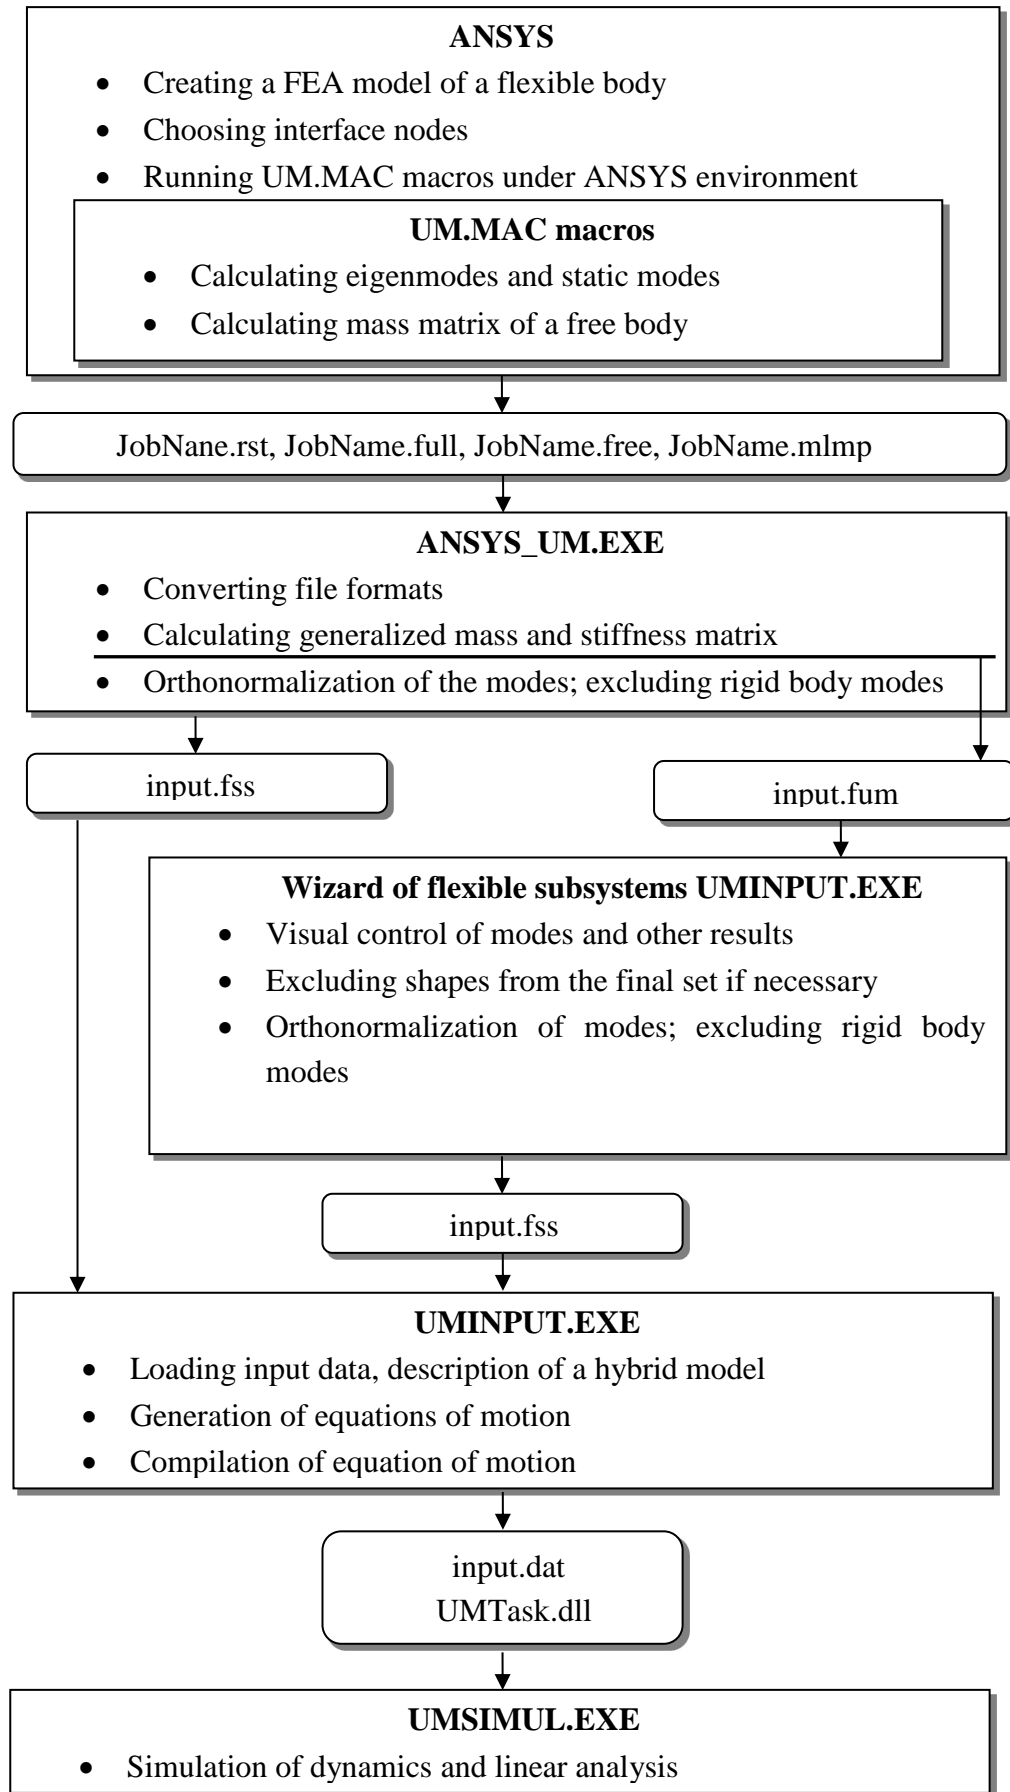 ANSYS
• Creating a FEA model of a flexible body
• Choosing interface nodes
• Running UM.MAC macros under ANSYS environment
UM.MAC macros
• Calculating eigenmodes and static modes
• Calculating mass matrix of a free body
JobNane.rst, JobName.full, JobName.free, JobName.mlmp
ANSYS_UM.EXE
• Converting file formats
• Calculating generalized mass and stiffness matrix
• Orthonormalization of the modes; excluding rigid body modes
input.fss
input.fum
Wizard of flexible subsystems UMINPUT.EXE
• Visual control of modes and other results
• Excluding shapes from the final set if necessary
• Orthonormalization of modes; excluding rigid body
modes
input.fss
UMINPUT.EXE
• Loading input data, description of a hybrid model
• Generation of equations of motion
• Compilation of equation of motion
input.dat
UMTask.dll
UMSIMUL.EXE
• Simulation of dynamics and linear analysis